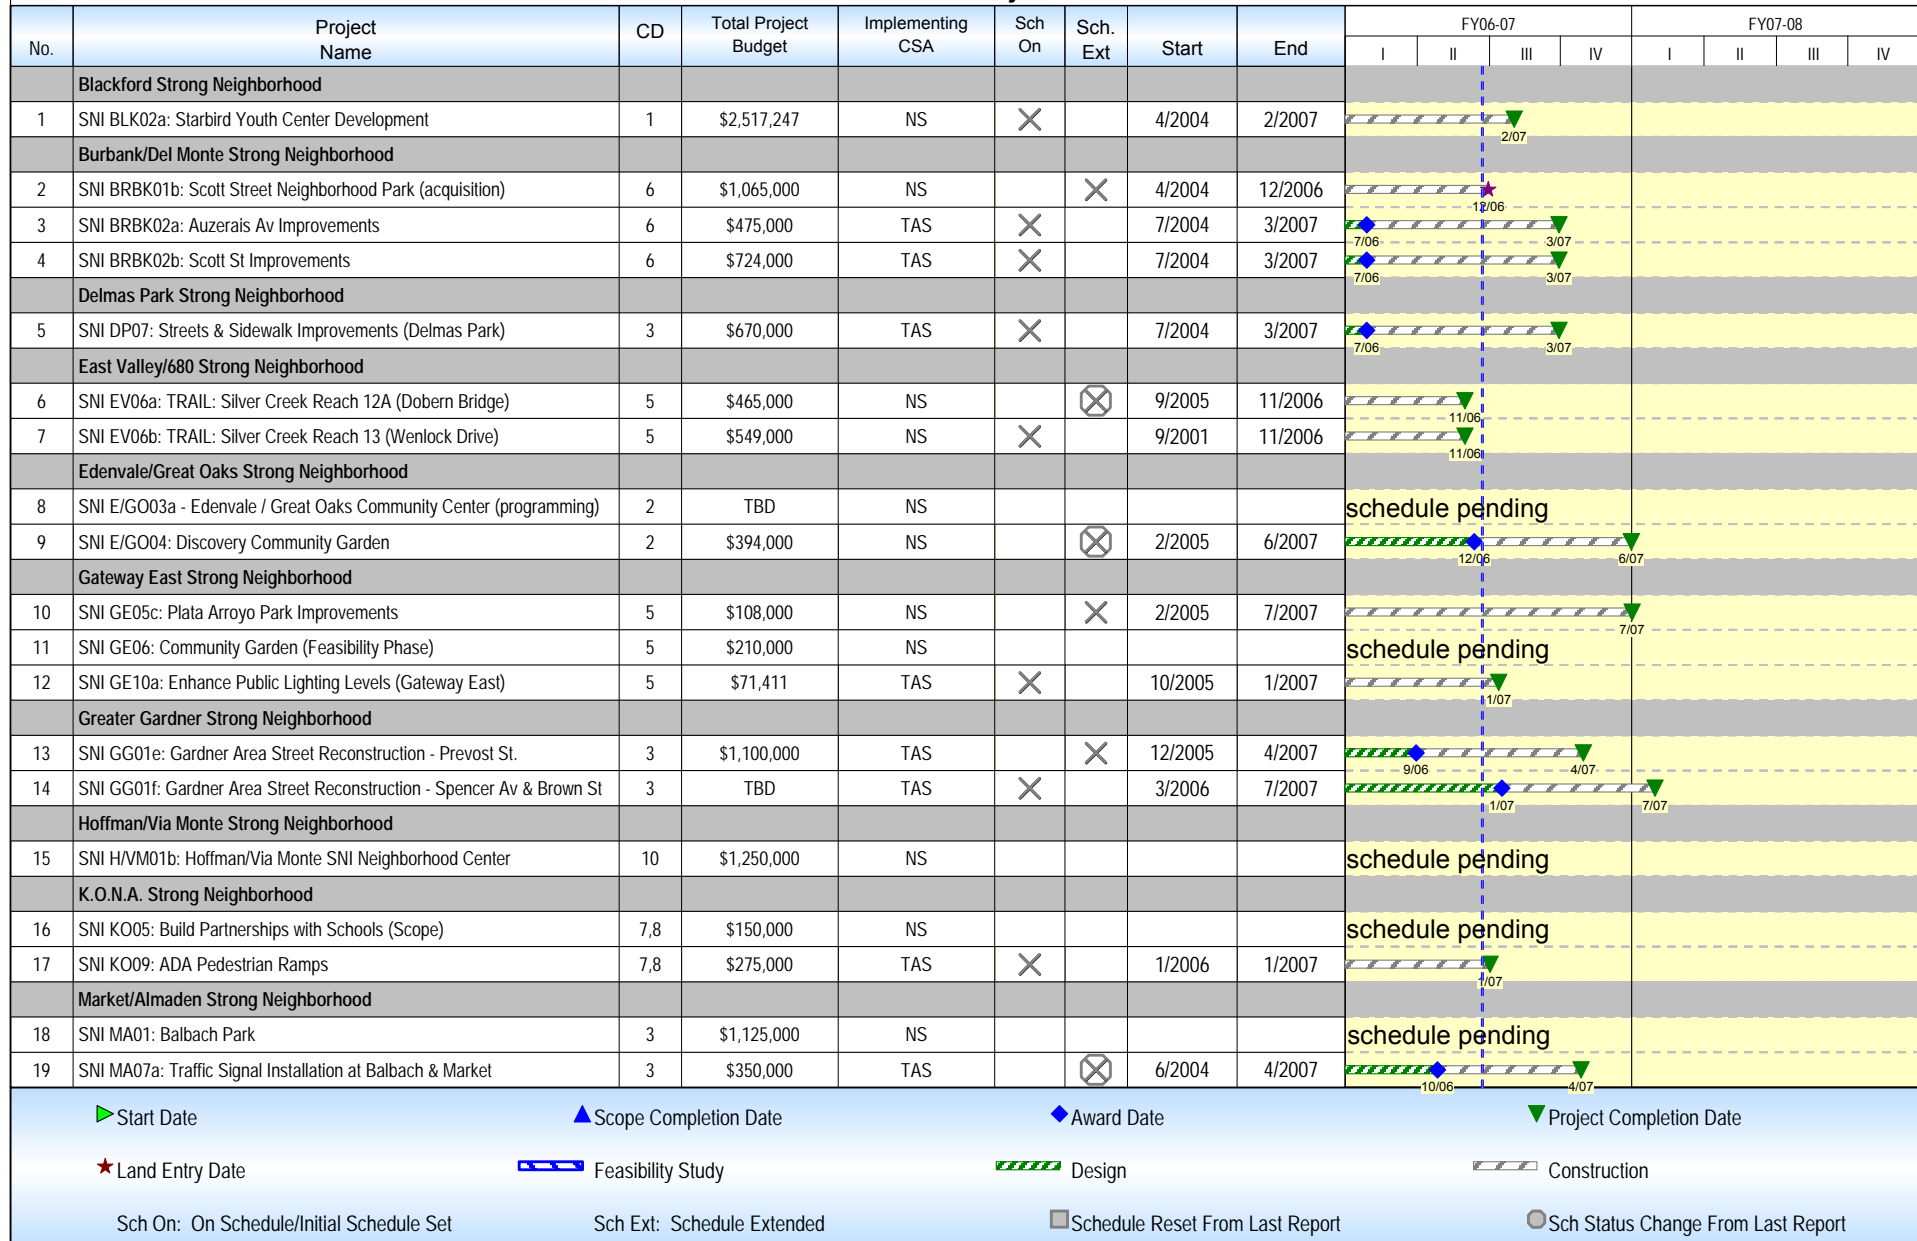 No. Project Name CD Total Project Budget Implementing CSA Sch On Sch. Ext Start End FY06-07 FY07-08
I II III IV I II III IV
Blackford Strong Neighborhood
1 SNI BLK02a: Starbird Youth Center Development 1 $2,517,247 NS 4/2004 2/2007 2/07
Burbank/Del Monte Strong Neighborhood
2 SNI BRBK01b: Scott Street Neighborhood Park (acquisition) 6 $1,065,000 NS 4/2004 12/2006 12/06
3 SNI BRBK02a: Auzerais Av Improvements 6 $475,000 TAS 7/2004 3/2007 7/06 3/07
4 SNI BRBK02b: Scott St Improvements 6 $724,000 TAS 7/2004 3/2007 7/06 3/07
Delmas Park Strong Neighborhood
5 SNI DP07: Streets & Sidewalk Improvements (Delmas Park) 3 $670,000 TAS 7/2004 3/2007 7/06 3/07
East Valley/680 Strong Neighborhood
6 SNI EV06a: TRAIL: Silver Creek Reach 12A (Dobern Bridge) 5 $465,000 NS 9/2005 11/2006 11/06
7 SNI EV06b: TRAIL: Silver Creek Reach 13 (Wenlock Drive) 5 $549,000 NS 9/2001 11/2006 11/06
Edenvale/Great Oaks Strong Neighborhood
8 SNI E/GO03a - Edenvale / Great Oaks Community Center (programming) 2 TBD NS schedule pending
9 SNI E/GO04: Discovery Community Garden 2 $394,000 NS 2/2005 6/2007 12/06 6/07
Gateway East Strong Neighborhood
10 SNI GE05c: Plata Arroyo Park Improvements 5 $108,000 NS 2/2005 7/2007 7/07
11 SNI GE06: Community Garden (Feasibility Phase) 5 $210,000 NS schedule pending
12 SNI GE10a: Enhance Public Lighting Levels (Gateway East) 5 $71,411 TAS 10/2005 1/2007 1/07
Greater Gardner Strong Neighborhood
13 SNI GG01e: Gardner Area Street Reconstruction - Prevost St. 3 $1,100,000 TAS 12/2005 4/2007 9/06 4/07
14 SNI GG01f: Gardner Area Street Reconstruction - Spencer Av & Brown St 3 TBD TAS 3/2006 7/2007 1/07 7/07
Hoffman/Via Monte Strong Neighborhood
15 SNI H/VM01b: Hoffman/Via Monte SNI Neighborhood Center 10 $1,250,000 NS schedule pending
K.O.N.A. Strong Neighborhood
16 SNI KO05: Build Partnerships with Schools (Scope) 7,8 $150,000 NS schedule pending
17 SNI KO09: ADA Pedestrian Ramps 7,8 $275,000 TAS 1/2006 1/2007 1/07
Market/Almaden Strong Neighborhood
18 SNI MA01: Balbach Park 3 $1,125,000 NS schedule pending
19 SNI MA07a: Traffic Signal Installation at Balbach & Market 3 $350,000 TAS 6/2004 4/2007 10/06 4/07
Start Date Scope Completion Date Award Date Project Completion Date
Land Entry Date Feasibility Study Design Construction
Sch On: On Schedule/Initial Schedule Set Sch Ext: Schedule Extended Schedule Reset From Last Report Sch Status Change From Last Report